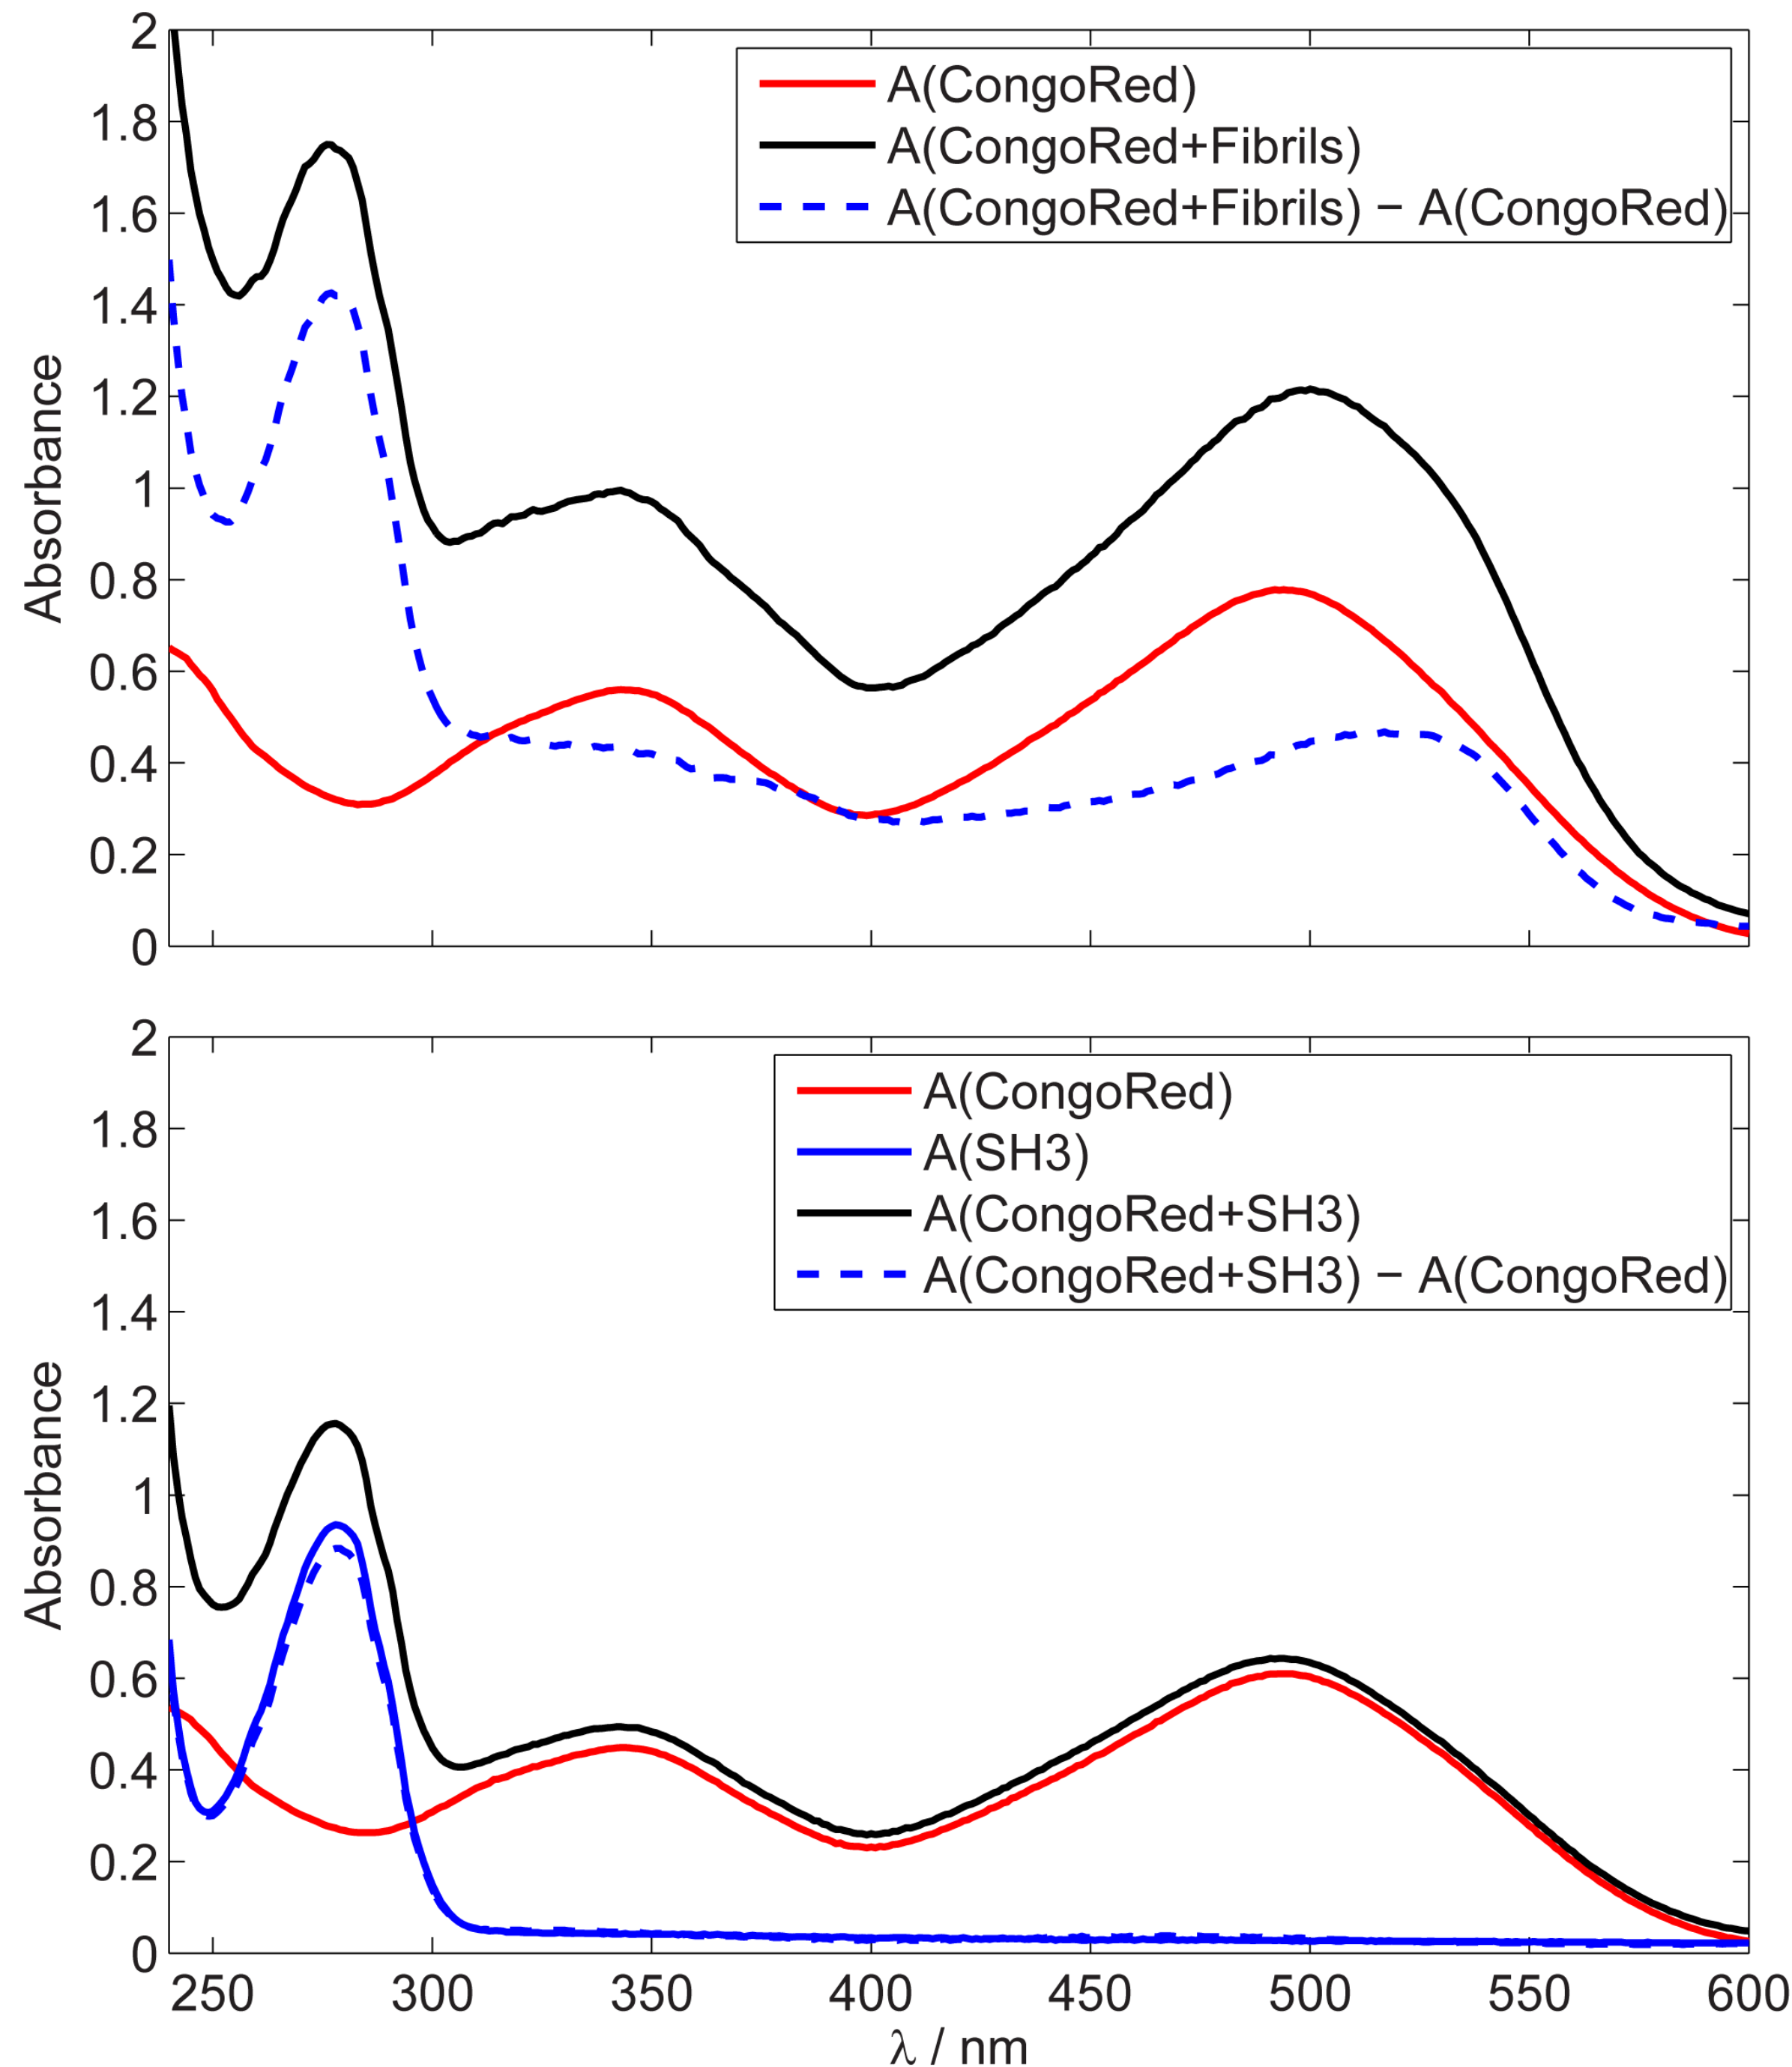 2
1.8
1.6
1.4
1.2
1
0.8
0.6
0.4
0.2
0
Absorbance
A(CongoRed)
A(CongoRed+Fibrils)
A(CongoRed+Fibrils) − A(CongoRed)
2
1.8
1.6
1.4
1.2
1
0.8
0.6
0.4
0.2
0
Absorbance
A(CongoRed)
A(SH3)
A(CongoRed+SH3)
A(CongoRed+SH3) − A(CongoRed)
250 300 350 400 450 500 550 600
λ / nm